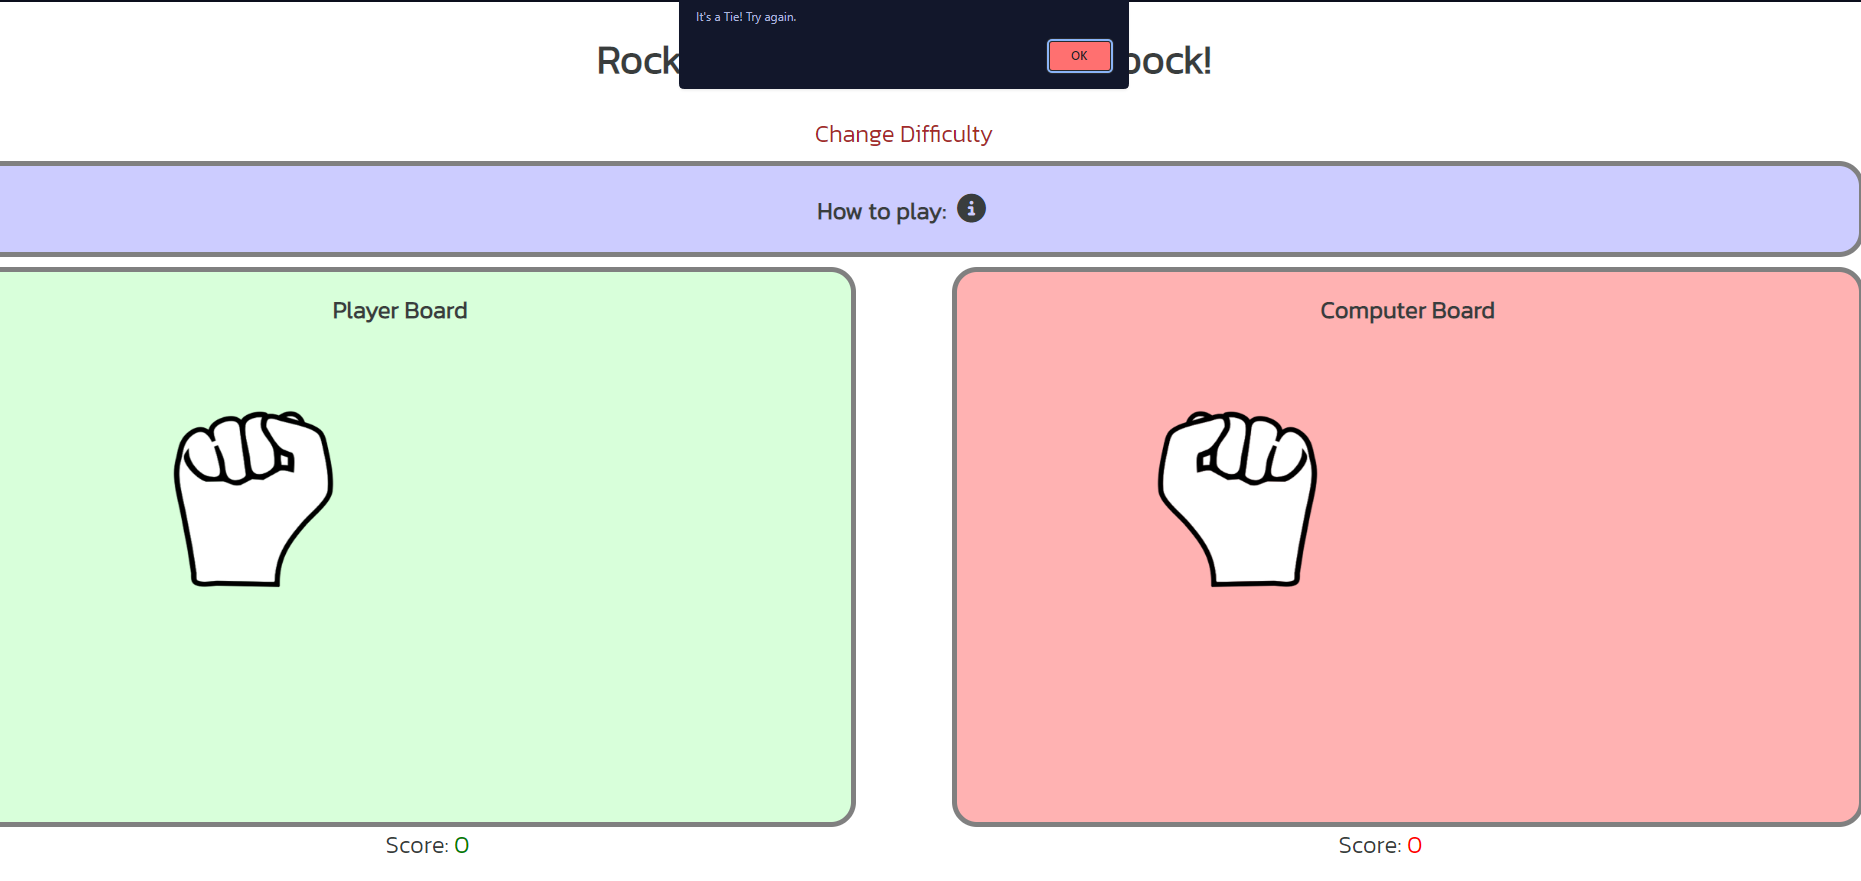 It's a Tie! Try again.
OK
Rock ock!
Change Difficulty
How to play:
Player Board
Computer Board
Score: 0
Score: 0